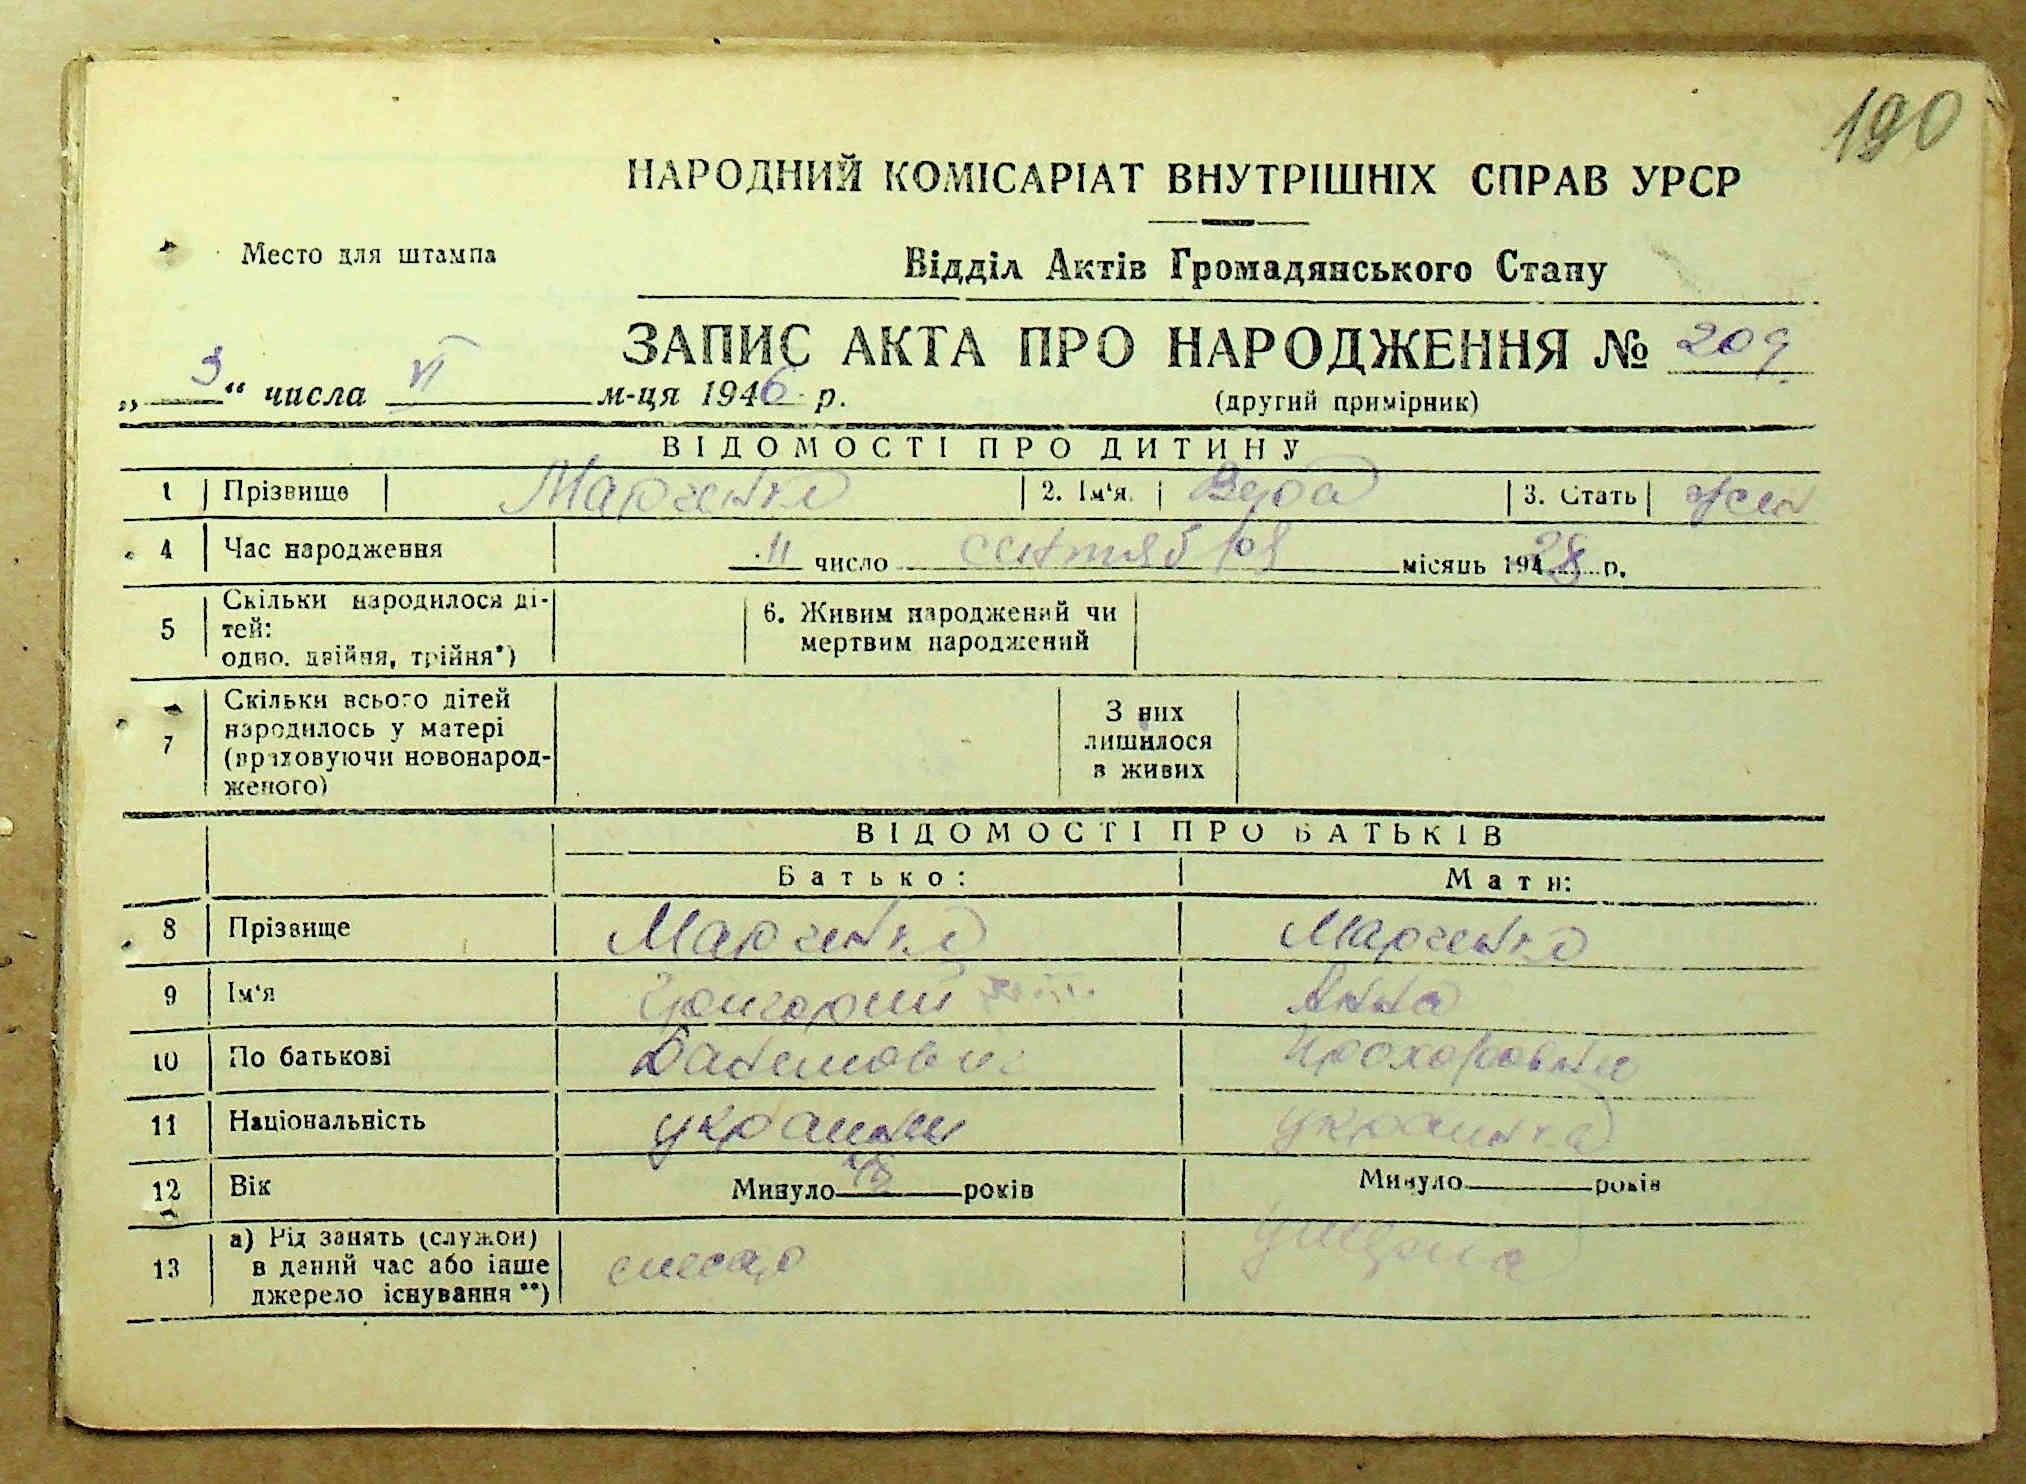 190
НАРОДНИЙ КОМІСАРІАТ ВНУТРІШНІХ СПРАВ УРСР
Место для штампа
Відділ Актів Громадянського Стану
ЗАПИС АКТА ПРО НАРОДЖЕННЯ № 209
„3“ числа VI м-ця 1946 р.
(другий примірник)
ВІДОМОСТІ ПРО ДИТИНУ
1 Прізвище Марченко 2. Ім'я. Вера 3. Стать жен
4 Час народження 11 число сентября місяць 1928 р.
5 Скільки народилося ді-
тей:
одно, двійня, трійня*)
6. Живим народжений чи
мертвим народжений
7 Скільки всього дітей
народилось у матері
(враховуючи новонарод-
женого)
З них
лишилося
в живих
ВІДОМОСТІ ПРО БАТЬКІВ
Батько: Мати:
8 Прізвище Марченко Марченко
9 Ім'я Григорий Анна
10 По батькові Прохоровна
11 Національність украинец украинка
12 Вік Минуло років Минуло років
13 а) Рід занять (служби)
в даний час або інше
джерело існування **)
слесар